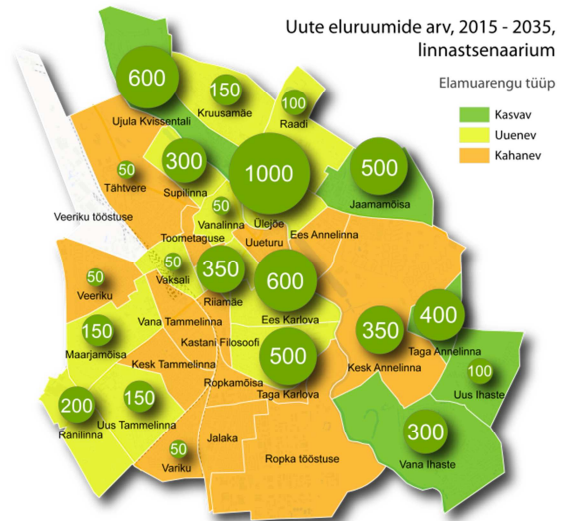 Uute eluruumide arv, 2015 - 2035,
linnastsenaarium
Elamuarengu tüüp
Kasvav
Uuenev
Kahanev
600
Ujula Kvissentali
150
Kruusamäe
100
Raadi
50
Tähtvere
300
Supilinna
1000
Ülejõe
500
Jaamamõisa
50
Vanalinna
Veeriku tööstuse
Toometaguse
Uueturu
Ees Annelinna
50
Veeriku
50
Vaksali
350
Riiamäe
600
Ees Karlova
Vana Tammelinna
150
Maarjamõisa
Kastani Filosoofi
350
Kesk Annelinna
400
Taga Annelinna
Kesk Tammelinna
500
Taga Karlova
100
Uus Ihaste
Ropkamõisa
200
Ränilinna
150
Uus Tammelinna
300
Vana Ihaste
50
Variku
Jalaka
Ropka tööstuse